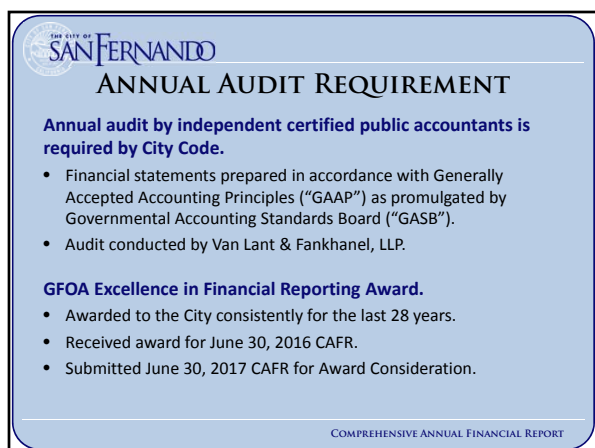 THE CITY OF
SAN FERNANDO
ANNUAL AUDIT REQUIREMENT
Annual audit by independent certified public accountants is
required by City Code.
• Financial statements prepared in accordance with Generally
Accepted Accounting Principles (“GAAP”) as promulgated by
Governmental Accounting Standards Board (“GASB”).
• Audit conducted by Van Lant & Fankhanel, LLP.
GFOA Excellence in Financial Reporting Award.
• Awarded to the City consistently for the last 28 years.
• Received award for June 30, 2016 CAFR.
• Submitted June 30, 2017 CAFR for Award Consideration.
COMPREHENSIVE ANNUAL FINANCIAL REPORT